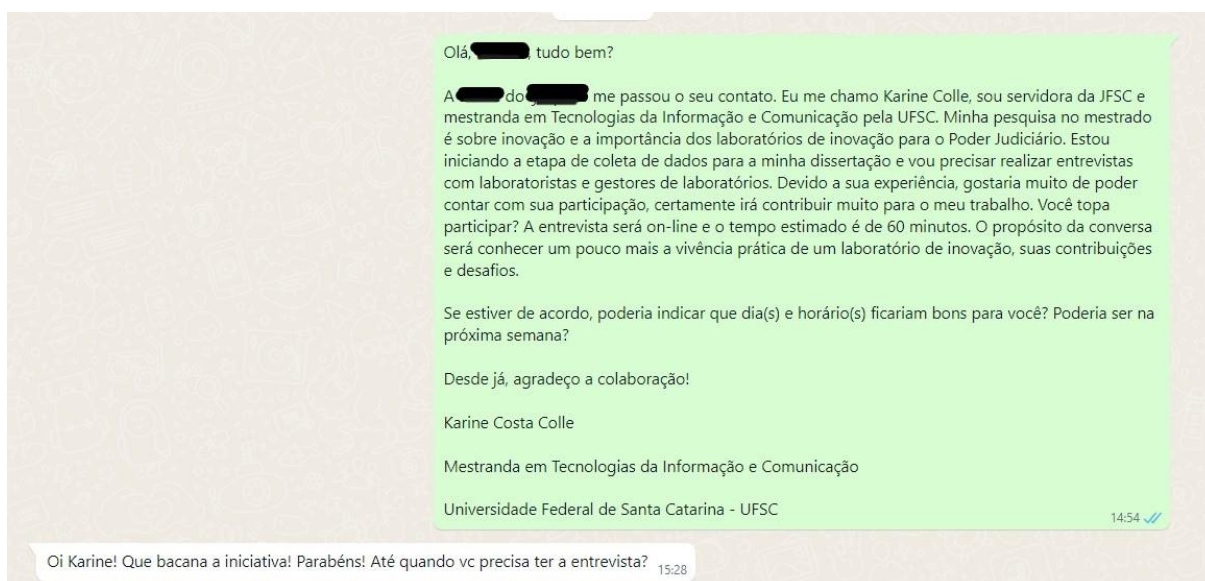 Olá, , tudo bem?
A do me passou o seu contato. Eu me chamo Karine Colle, sou servidora da JFSC e
mestranda em Tecnologias da Informação e Comunicação pela UFSC. Minha pesquisa no mestrado
é sobre inovação e a importância dos laboratórios de inovação para o Poder Judiciário. Estou
iniciando a etapa de coleta de dados para a minha dissertação e vou precisar realizar entrevistas
com laboratoristas e gestores de laboratórios. Devido a sua experiência, gostaria muito de poder
contar com sua participação, certamente irá contribuir muito para o meu trabalho. Você topa
participar? A entrevista será on-line e o tempo estimado é de 60 minutos. O propósito da conversa
será conhecer um pouco mais a vivência prática de um laboratório de inovação, suas contribuições
e desafios.
Se estiver de acordo, poderia indicar que dia(s) e horário(s) ficariam bons para você? Poderia ser na
próxima semana?
Desde já, agradeço a colaboração!
Karine Costa Colle
Mestranda em Tecnologias da Informação e Comunicação
Universidade Federal de Santa Catarina - UFSC
14:54
Oi Karine! Que bacana a iniciativa! Parabéns! Até quando vc precisa ter a entrevista? 15:28